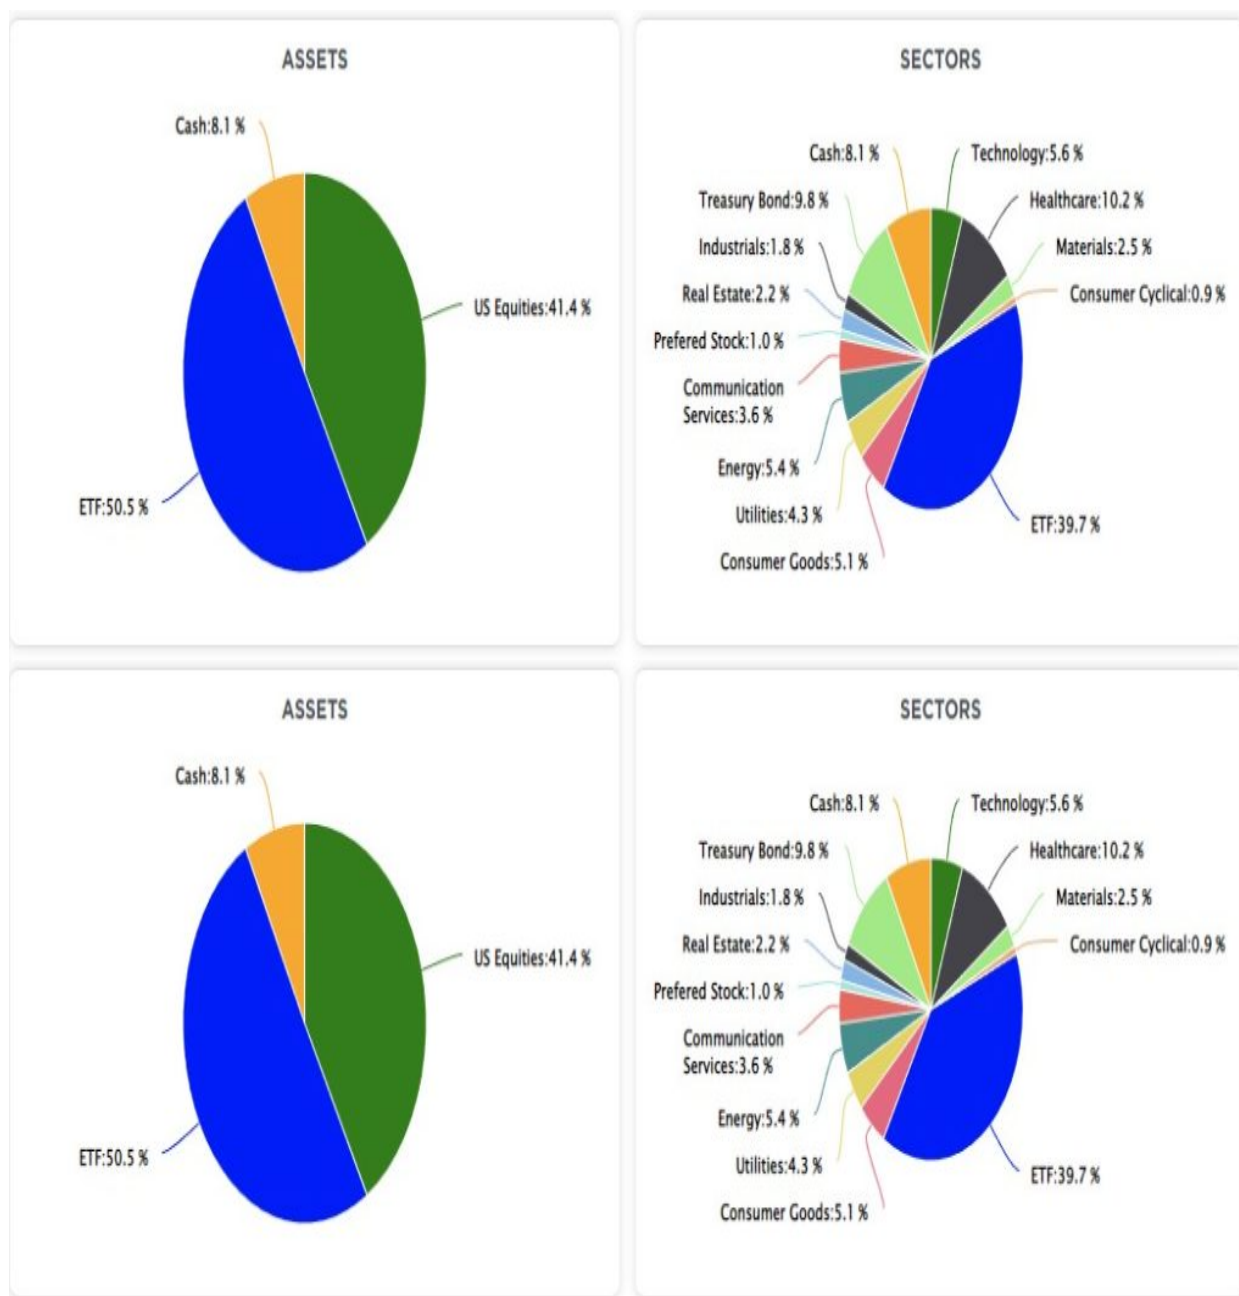 ASSETS
Cash:8.1 %
US Equities:41.4 %
ETF:50.5 %
SECTORS
Cash:8.1 %
Technology:5.6 %
Treasury Bond:9.8 %
Healthcare:10.2 %
Industrials:1.8 %
Materials:2.5 %
Real Estate:2.2 %
Consumer Cyclical:0.9 %
Prefered Stock:1.0 %
Communication
Services:3.6 %
Energy:5.4 %
Utilities:4.3 %
ETF:39.7 %
Consumer Goods:5.1 %
ASSETS
Cash:8.1 %
US Equities:41.4 %
ETF:50.5 %
SECTORS
Cash:8.1 %
Technology:5.6 %
Treasury Bond:9.8 %
Healthcare:10.2 %
Industrials:1.8 %
Materials:2.5 %
Real Estate:2.2 %
Consumer Cyclical:0.9 %
Prefered Stock:1.0 %
Communication
Services:3.6 %
Energy:5.4 %
Utilities:4.3 %
ETF:39.7 %
Consumer Goods:5.1 %